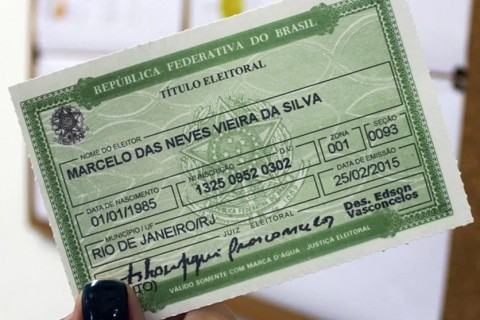 REPÚBLICA FEDERATIVA DO BRASIL
TÍTULO ELEITORAL
NOME DO ELEITOR
MARCELO DAS NEVES VIEIRA DA SILVA
DATA DE NASCIMENTO
01/01/1985
Nº INSCRIÇÃO D.V.
1325 0952 0302
ZONA
001
SEÇÃO
0093
MUNICÍPIO / UF
RIO DE JANEIRO/RJ
DATA DE EMISSÃO
25/02/2015
JUIZ ELEITORAL
Des. Edson
Vasconcelos
VÁLIDO SOMENTE COM MARCA D'ÁGUA - JUSTIÇA ELEITORAL